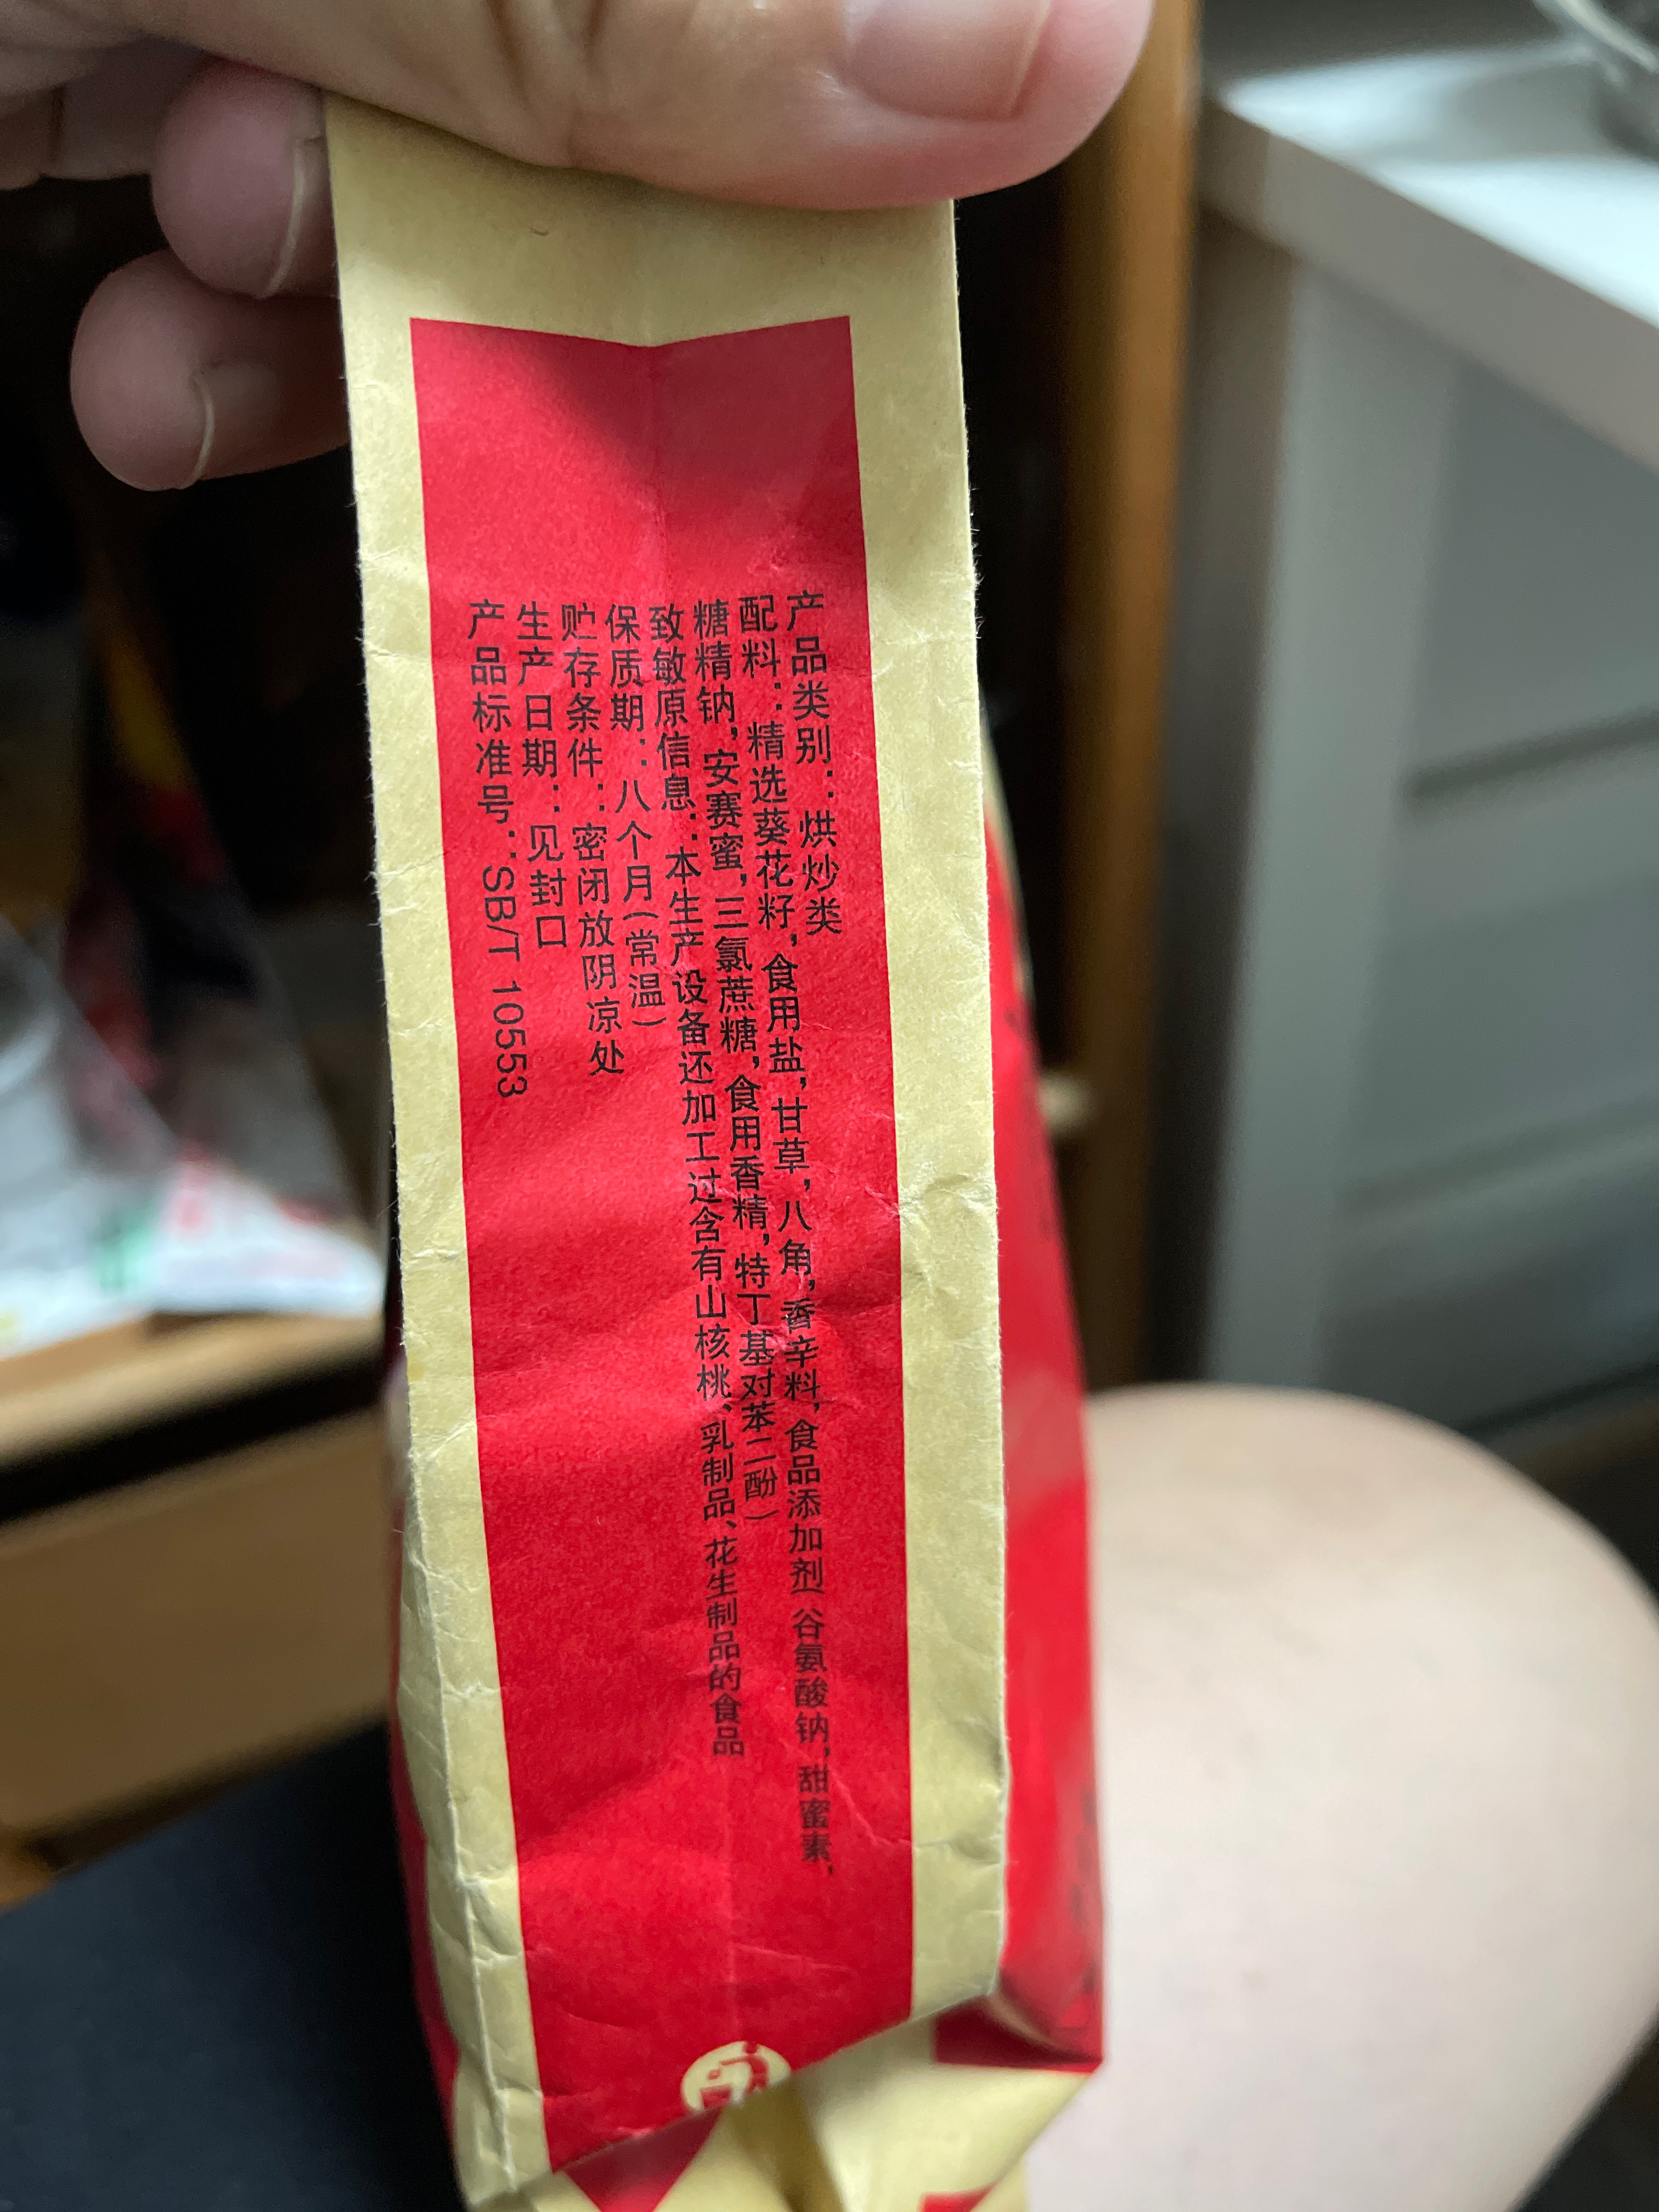 产品类别：烘炒类
配料：精选葵花籽，食用盐，甘草，八角，香辛料，食品添加剂（谷氨酸钠，甜蜜素，
糖精钠，安赛蜜，三氯蔗糖，食用香精，特丁基对苯二酚）
致敏原信息：本生产设备还加工过含有山核桃、乳制品、花生制品的食品
保质期：八个月（常温）
贮存条件：密闭放阴凉处
生产日期：见封口
产品标准号：SB/T 10553